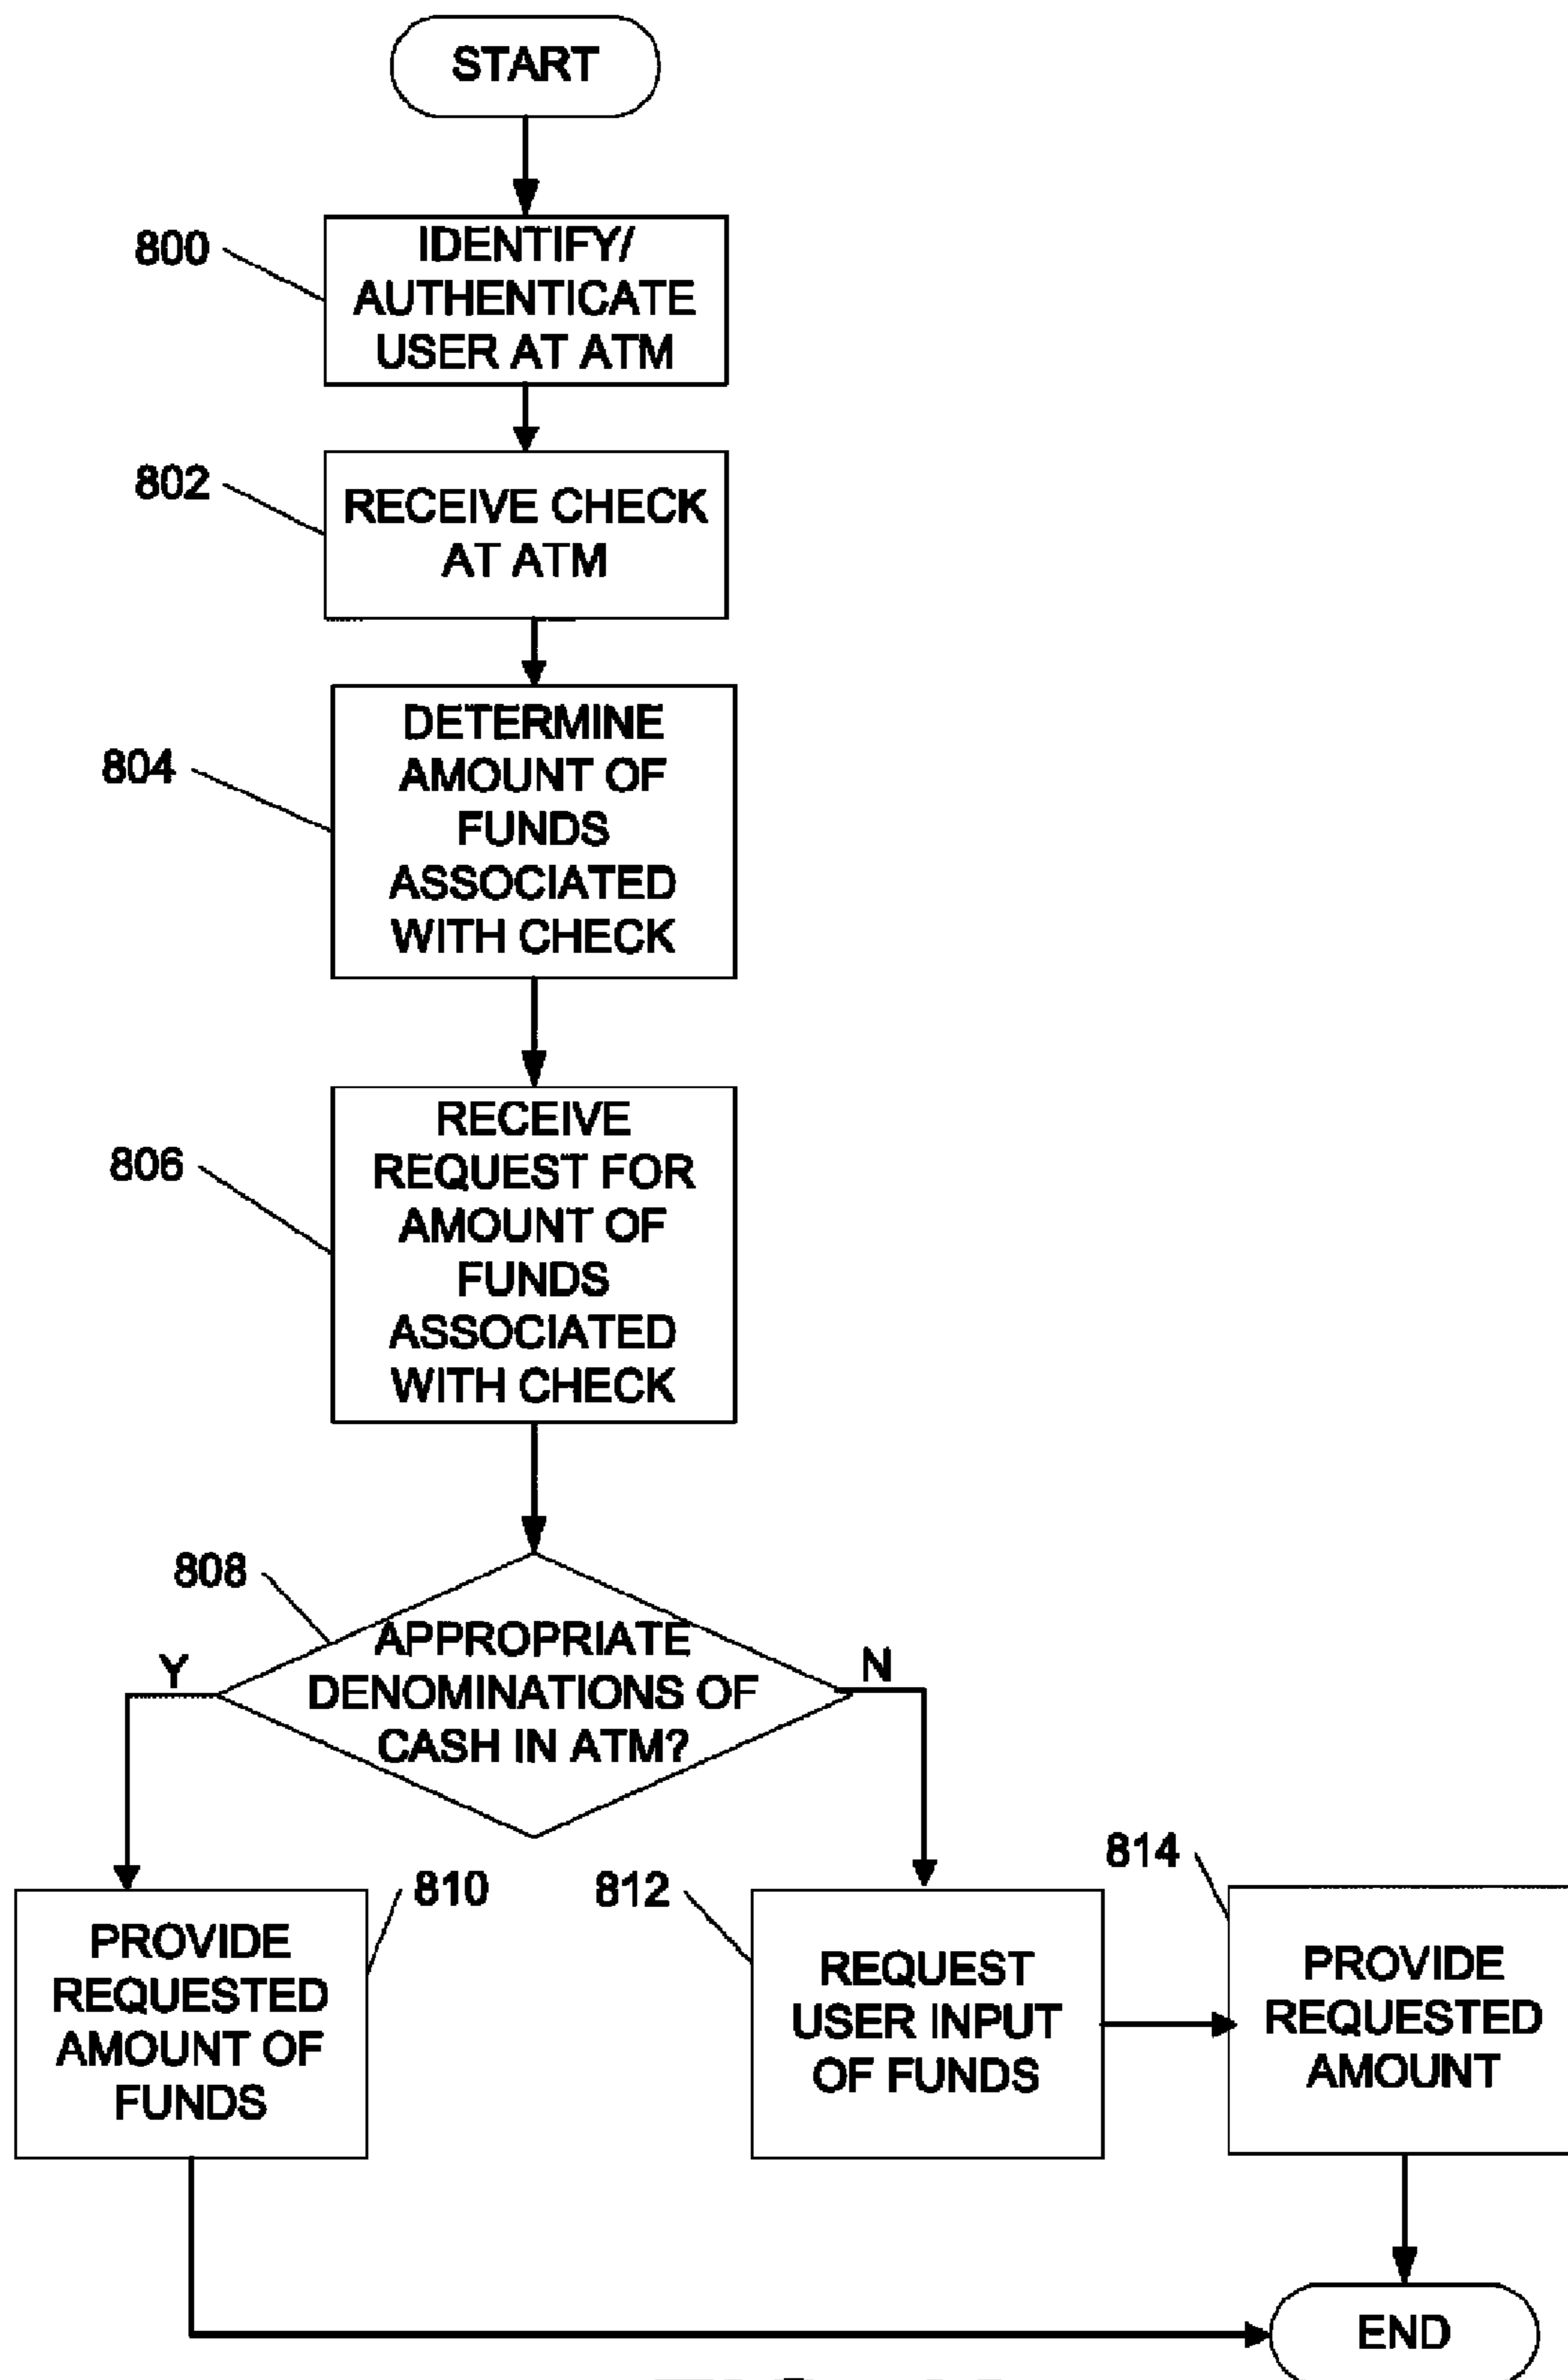 START
800
IDENTIFY/
AUTHENTICATE
USER AT ATM
802
RECEIVE CHECK
AT ATM
804
DETERMINE
AMOUNT OF
FUNDS
ASSOCIATED
WITH CHECK
806
RECEIVE
REQUEST FOR
AMOUNT OF
FUNDS
ASSOCIATED
WITH CHECK
808
APPROPRIATE
DENOMINATIONS OF
CASH IN ATM?
Y
N
810
PROVIDE
REQUESTED
AMOUNT OF
FUNDS
812
REQUEST
USER INPUT
OF FUNDS
814
PROVIDE
REQUESTED
AMOUNT
END